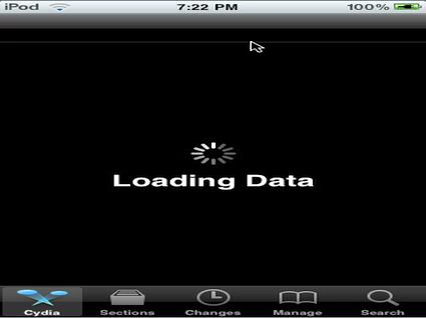 iPod 7:22 PM 100%
Loading Data
Cydia Sections Changes Manage Search